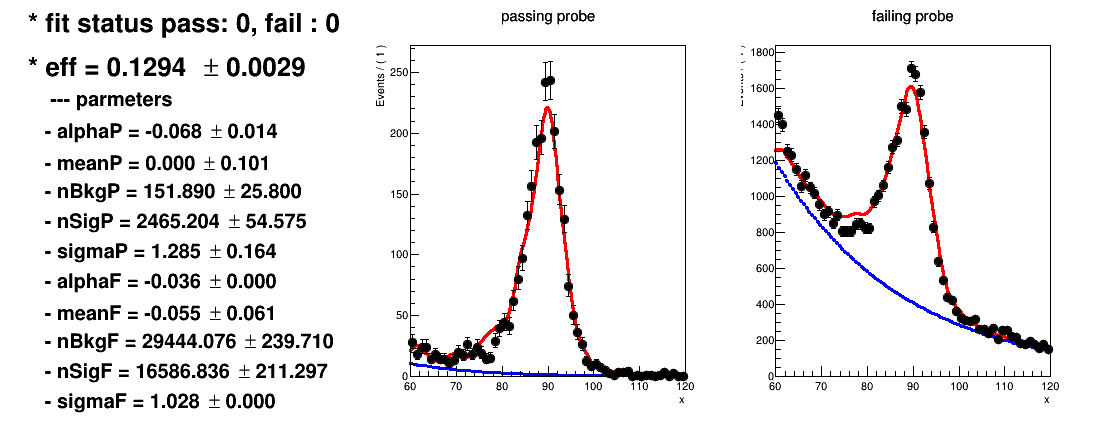 * fit status pass: 0, fail : 0
* eff = 0.1294 ± 0.0029
--- parmeters
- alphaP = -0.068 ± 0.014
- meanP = 0.000 ± 0.101
- nBkgP = 151.890 ± 25.800
- nSigP = 2465.204 ± 54.575
- sigmaP = 1.285 ± 0.164
- alphaF = -0.036 ± 0.000
- meanF = -0.055 ± 0.061
- nBkgF = 29444.076 ± 239.710
- nSigF = 16586.836 ± 211.297
- sigmaF = 1.028 ± 0.000
passing probe
Events / ( 1 )
250
200
150
100
50
0
60 70 80 90 100 110 120
x
failing probe
1800
1600
1400
1200
1000
800
600
400
200
0
60 70 80 90 100 110 120
x